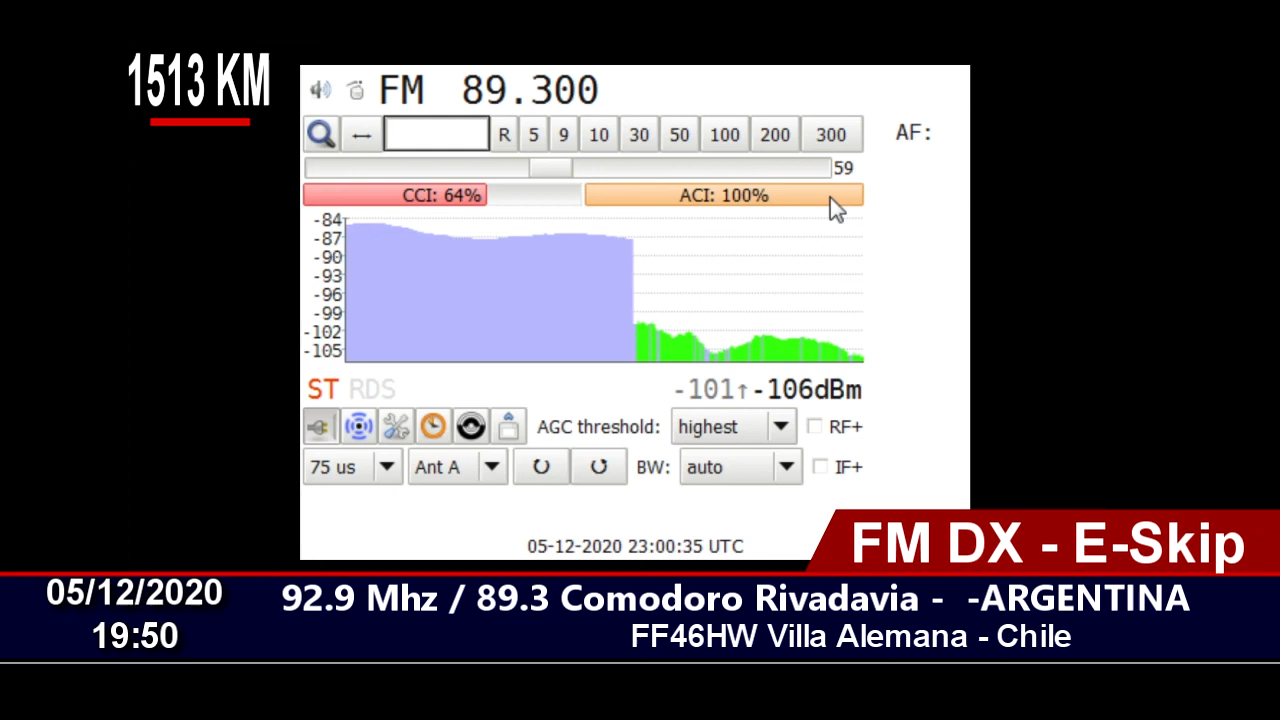 1513 KM
FM 89.300
R 5 9 10 30 50 100 200 300
AF:
59
CCI: 64% ACI: 100%
-84
-87
-90
-93
-96
-99
-102
-105
ST RDS -101↑-106dBm
AGC threshold: highest RF+
75 us Ant A BW: auto IF+
05-12-2020 23:00:35 UTC
FM DX - E-Skip
05/12/2020
19:50
92.9 Mhz / 89.3 Comodoro Rivadavia - -ARGENTINA
FF46HW Villa Alemana - Chile